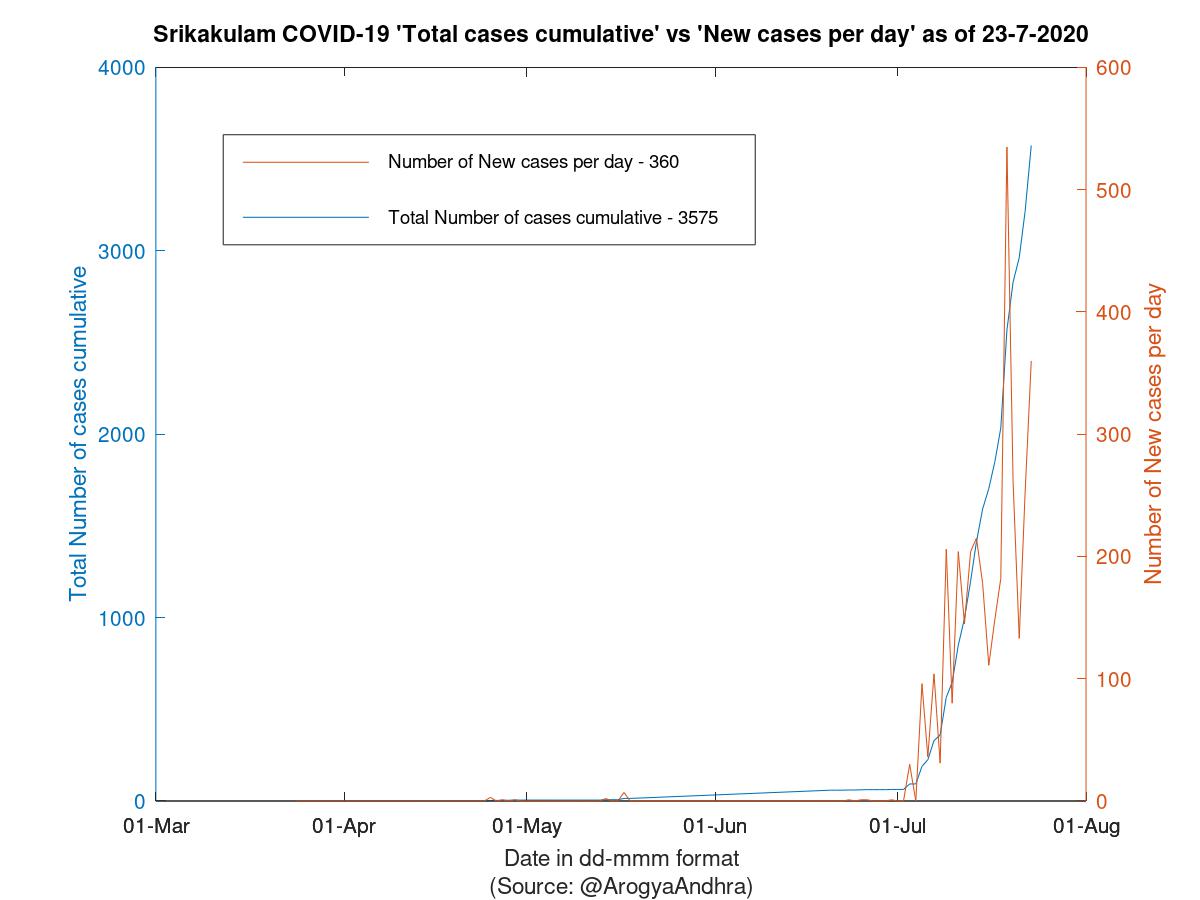 Srikakulam COVID-19 'Total cases cumulative' vs 'New cases per day' as of 23-7-2020
4000
3000
2000
1000
0
Total Number of cases cumulative
Number of New cases per day - 360
Total Number of cases cumulative - 3575
600
500
400
300
200
100
0
Number of New cases per day
01-Mar 01-Apr 01-May 01-Jun 01-Jul 01-Aug
Date in dd-mmm format
(Source: @ArogyaAndhra)